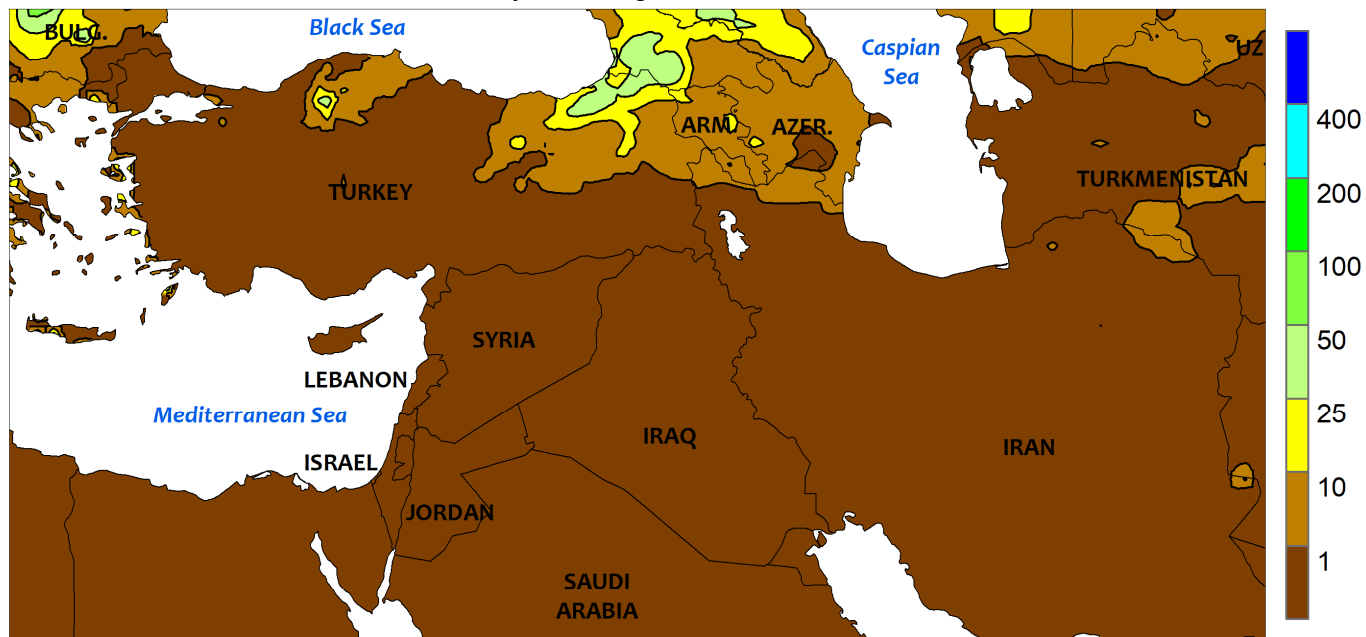 BULG.
Black Sea
Caspian
Sea
UZ
ARM.
AZER.
TURKEY
TURKMENISTAN
SYRIA
LEBANON
Mediterranean Sea
ISRAEL
IRAQ
IRAN
JORDAN
SAUDI
ARABIA
400
200
100
50
25
10
1